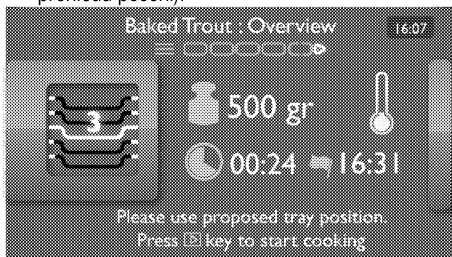 Baked Trout : Overview
16:07
3
500 gr
00:24 16:31
Please use proposed tray position.
Press key to start cooking